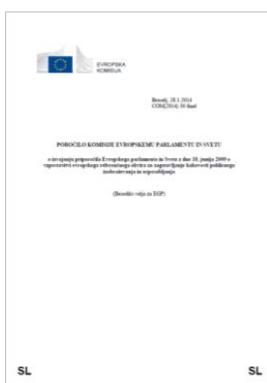 EVROPSKA
KOMISIJA
Bruselj, 28.1.2014
COM(2014) 30 final
POROČILO KOMISIJE EVROPSKEMU PARLAMENTU IN SVETU
o izvajanju priporočila Evropskega parlamenta in Sveta z dne 18. junija 2009 o
vzpostavitvi evropskega referenčnega okvira za zagotavljanje kakovosti poklicnega
izobraževanja in usposabljanja
(Besedilo velja za EGP)
SL SL